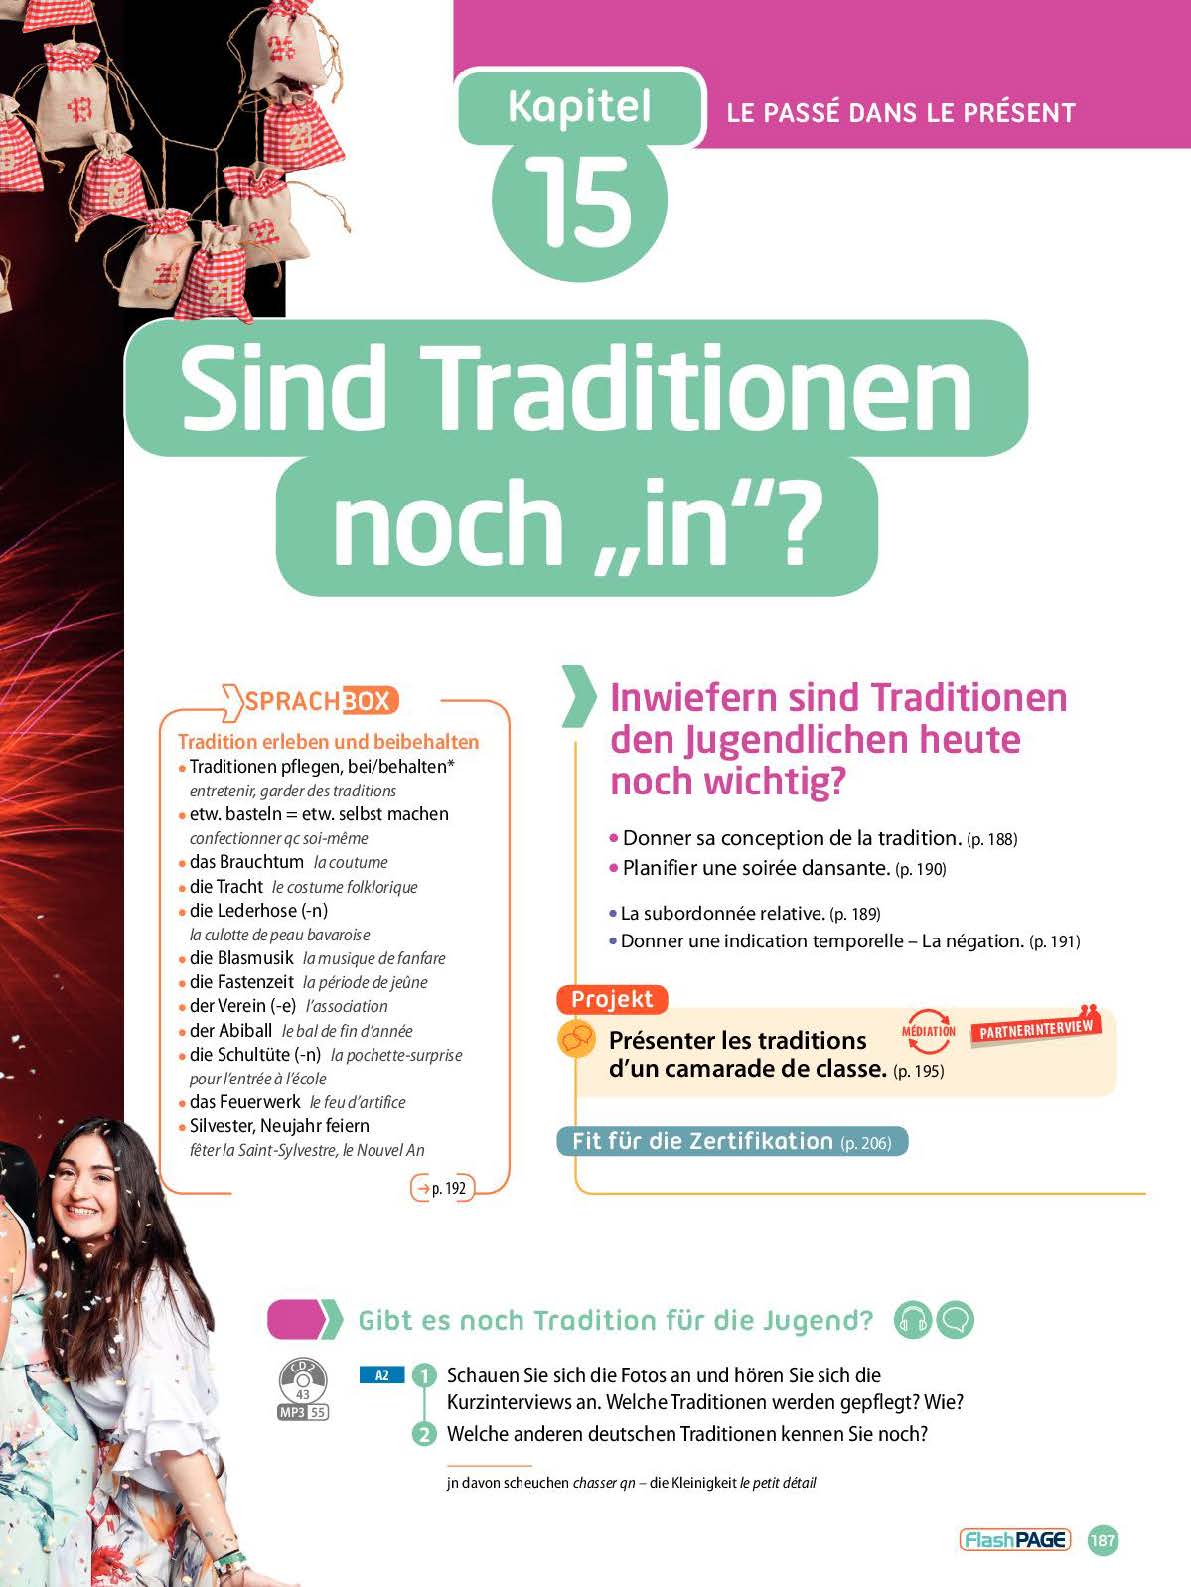 Kapitel
15
LE PASSÉ DANS LE PRÉSENT
13
19
22
21
Sind Traditionen
noch „in“?
SPRACHBOX
Tradition erleben und beibehalten
• Traditionen pflegen, bei/behalten*
entretenir, garder des traditions
• etw. basteln = etw. selbst machen
confectionner qc soi-même
• das Brauchtum la coutume
• die Tracht le costume folklorique
• die Lederhose (-n)
la culotte de peau bavaroise
• die Blasmusik la musique de fanfare
• die Fastenzeit la période de jeûne
• der Verein (-e) l’association
• der Abiball le bal de fin d’année
• die Schultüte (-n) la pochette-surprise
pour l’entrée à l’école
• das Feuerwerk le feu d’artifice
• Silvester, Neujahr feiern
fêter la Saint-Sylvestre, le Nouvel An
→ p. 192
Inwiefern sind Traditionen
den Jugendlichen heute
noch wichtig?
• Donner sa conception de la tradition. (p. 188)
• Planifier une soirée dansante. (p. 190)
• La subordonnée relative. (p. 189)
• Donner une indication temporelle – La négation. (p. 191)
Projekt
Présenter les traditions
d’un camarade de classe. (p. 195)
MÉDIATION
PARTNERINTERVIEW
Fit für die Zertifikation (p. 206)
Gibt es noch Tradition für die Jugend?
CD2
43
MP3 55
A2
1 Schauen Sie sich die Fotos an und hören Sie sich die
Kurzinterviews an. Welche Traditionen werden gepflegt? Wie?
2 Welche anderen deutschen Traditionen kennen Sie noch?
jn davon scheuchen chasser qn – die Kleinigkeit le petit détail
FlashPAGE
187